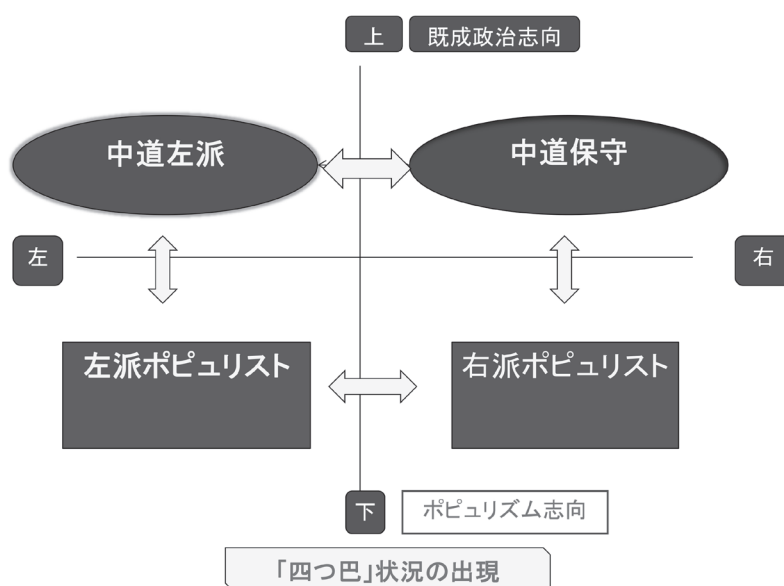 上 既成政治志向
中道左派 中道保守
左 右
左派ポピュリスト 右派ポピュリスト
下 ポピュリズム志向
「四つ巴」状況の出現